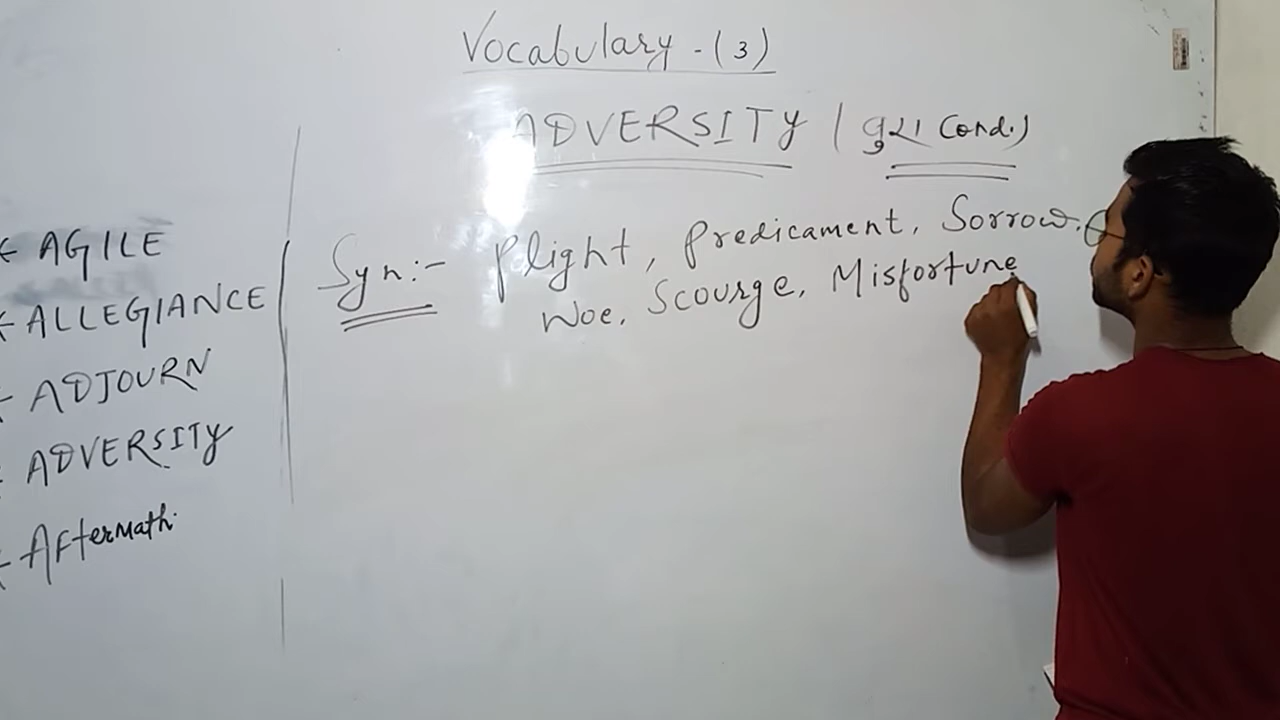 Vocabulary - (3)
ADVERSITY (बुरा Cond.)
Syn:- Plight, Predicament, Sorrow,
Woe, Scourge, Misfortune
AGILE
ALLEGIANCE
ADJOURN
ADVERSITY
Aftermath